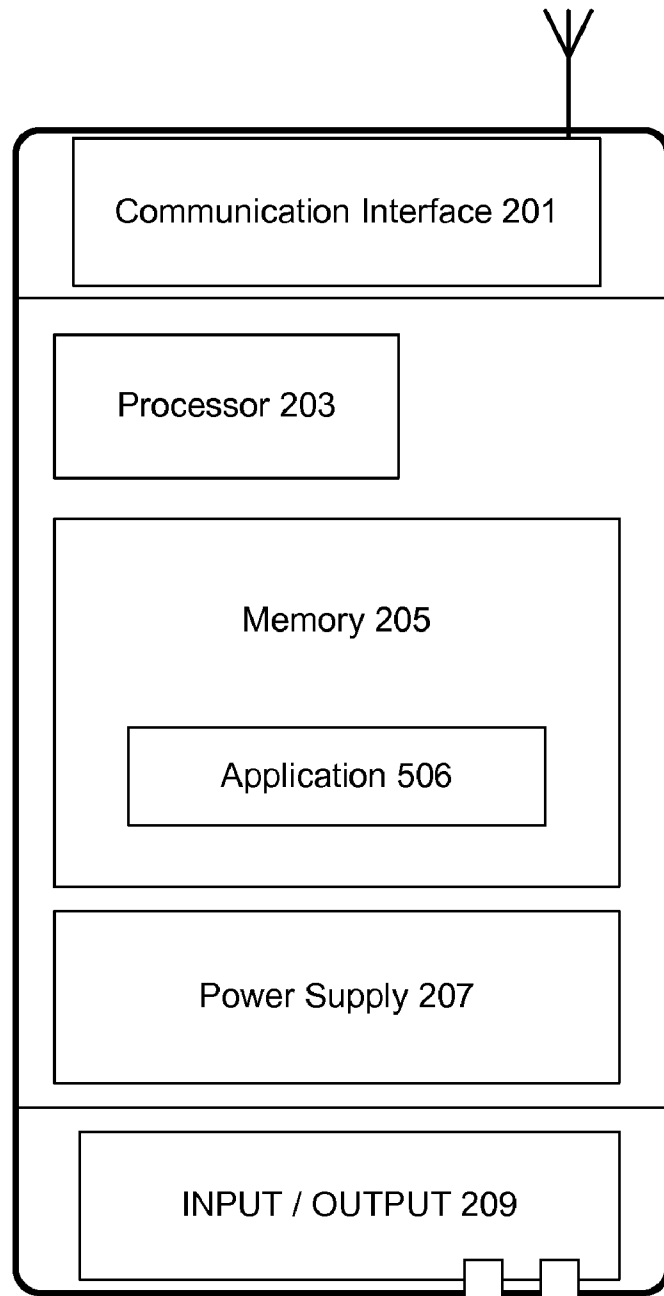 Communication Interface 201
Processor 203
Memory 205
Application 506
Power Supply 207
INPUT / OUTPUT 209